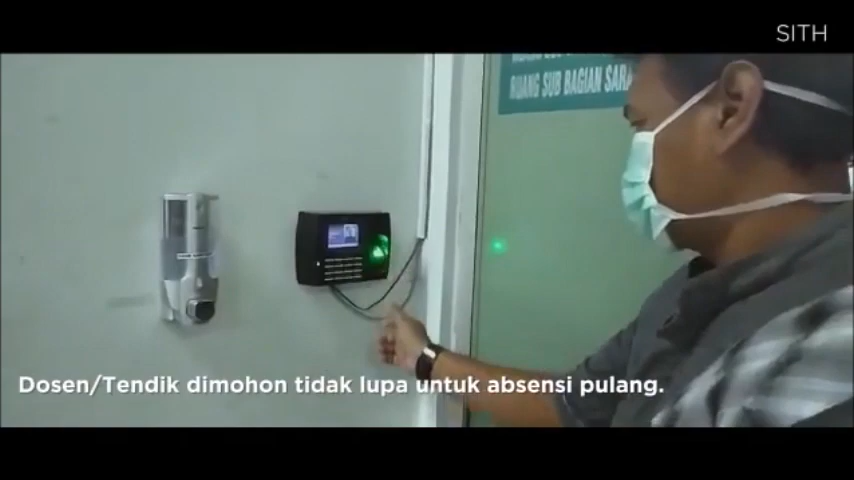 SITH
RUANG SUB BAGIAN SARA
Dosen/Tendik dimohon tidak lupa untuk absensi pulang.